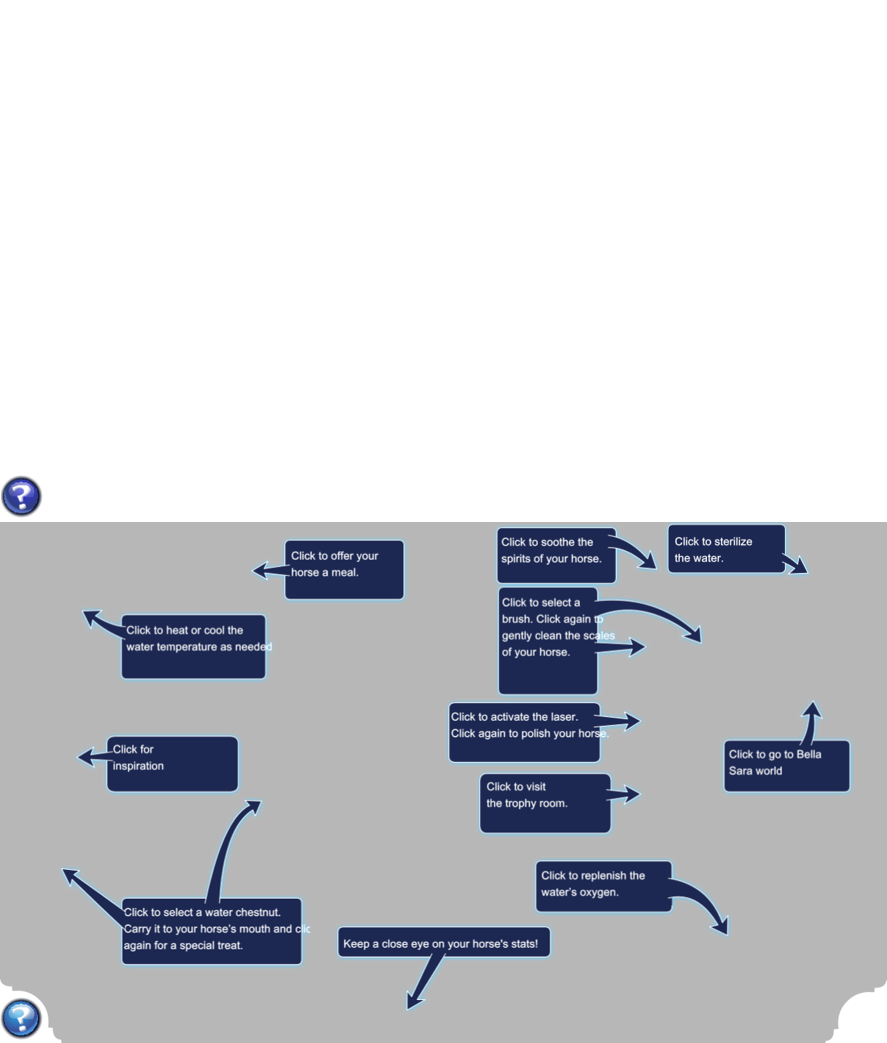 ?
Click to offer your
horse a meal.
Click to soothe the
spirits of your horse.
Click to sterilize
the water.
Click to select a
brush. Click again to
gently clean the scales
of your horse.
Click to heat or cool the
water temperature as needed
Click to activate the laser.
Click again to polish your horse.
Click for
inspiration
Click to go to Bella
Sara world
Click to visit
the trophy room.
Click to replenish the
water's oxygen.
Click to select a water chestnut.
Carry it to your horse's mouth and clic
again for a special treat.
Keep a close eye on your horse's stats!
?